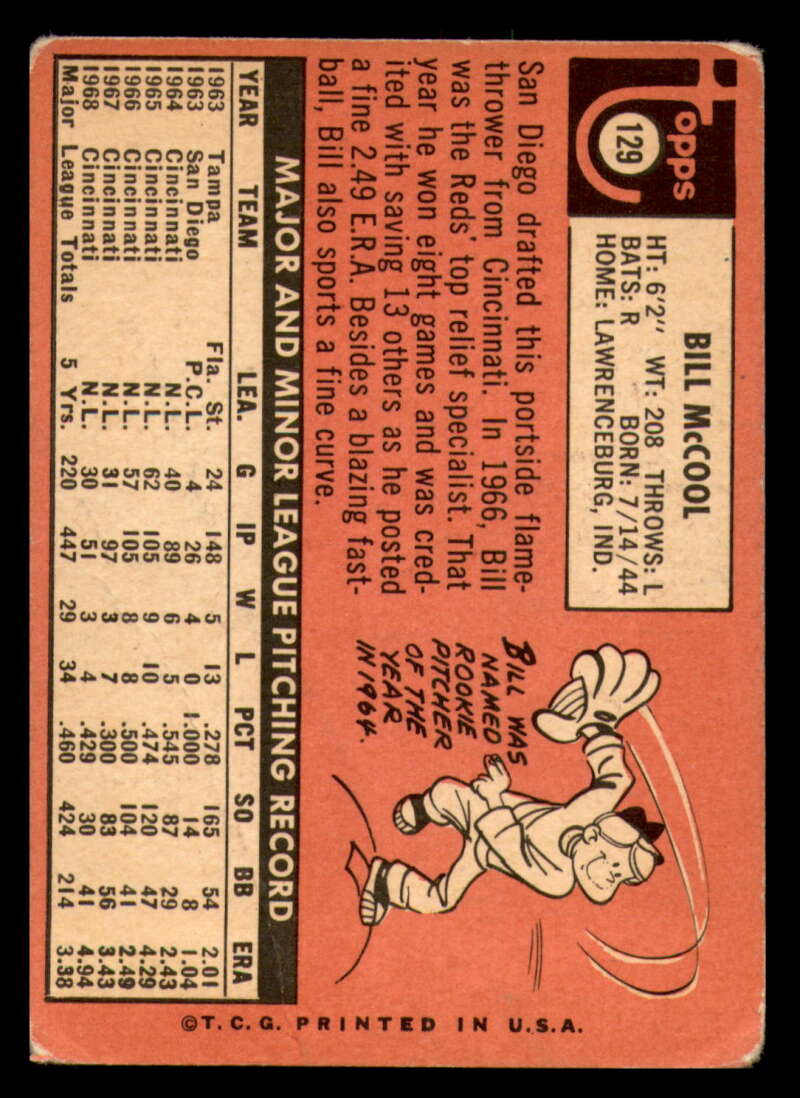 Topps
129
BILL McCOOL
HT: 6'2" WT: 208 THROWS: L
BATS: R BORN: 7/14/44
HOME: LAWRENCEBURG, IND.
San Diego drafted this portside flame-
thrower from Cincinnati. In 1966, Bill
was the Reds' top relief specialist. That
year he won eight games and was cred-
ited with saving 13 others as he posted
a fine 2.49 E.R.A. Besides a blazing fast-
ball, Bill also sports a fine curve.
BILL WAS
NAMED
ROOKIE
PITCHER
OF THE
YEAR
IN 1964.
MAJOR AND MINOR LEAGUE PITCHING RECORD
YEAR TEAM LEA. G IP W L PCT SO BB ERA
1963 Tampa Fla. St. 24 148 5 13 .278 165 54 2.01
1963 San Diego P.C.L. 4 26 4 0 1.000 14 8 1.04
1964 Cincinnati N.L. 40 89 6 5 .545 87 29 2.43
1965 Cincinnati N.L. 62 105 9 10 .474 120 47 4.29
1966 Cincinnati N.L. 57 105 8 8 .500 104 41 2.49
1967 Cincinnati N.L. 31 97 3 7 .300 83 56 3.43
1968 Cincinnati N.L. 30 51 3 4 .429 30 41 4.94
Major League Totals 5 Yrs. 220 447 29 34 .460 424 214 3.38
©T.C.G. PRINTED IN U.S.A.